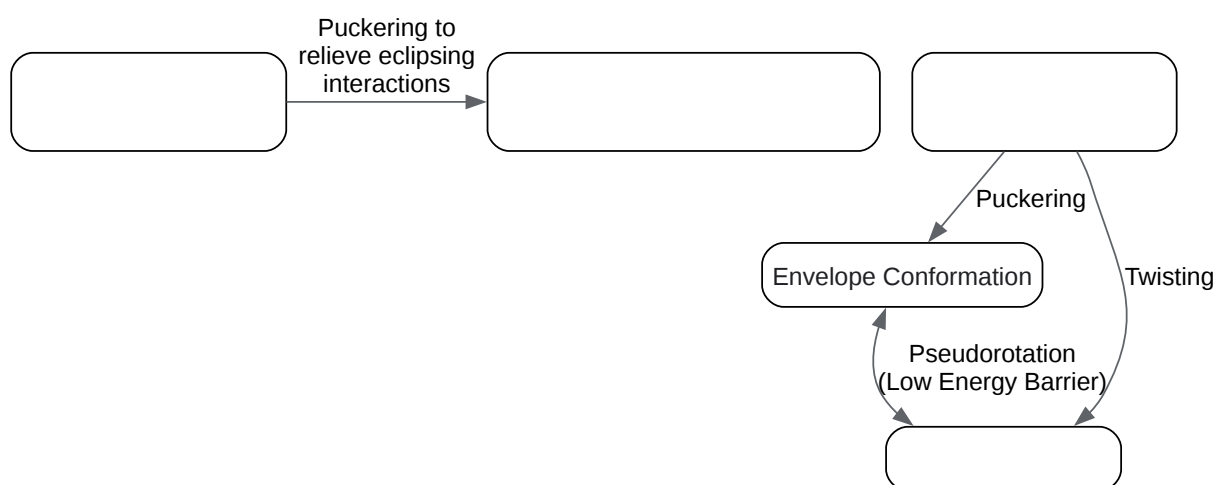 Puckering to
relieve eclipsing
interactions
Puckering
Envelope Conformation
Twisting
Pseudorotation
(Low Energy Barrier)